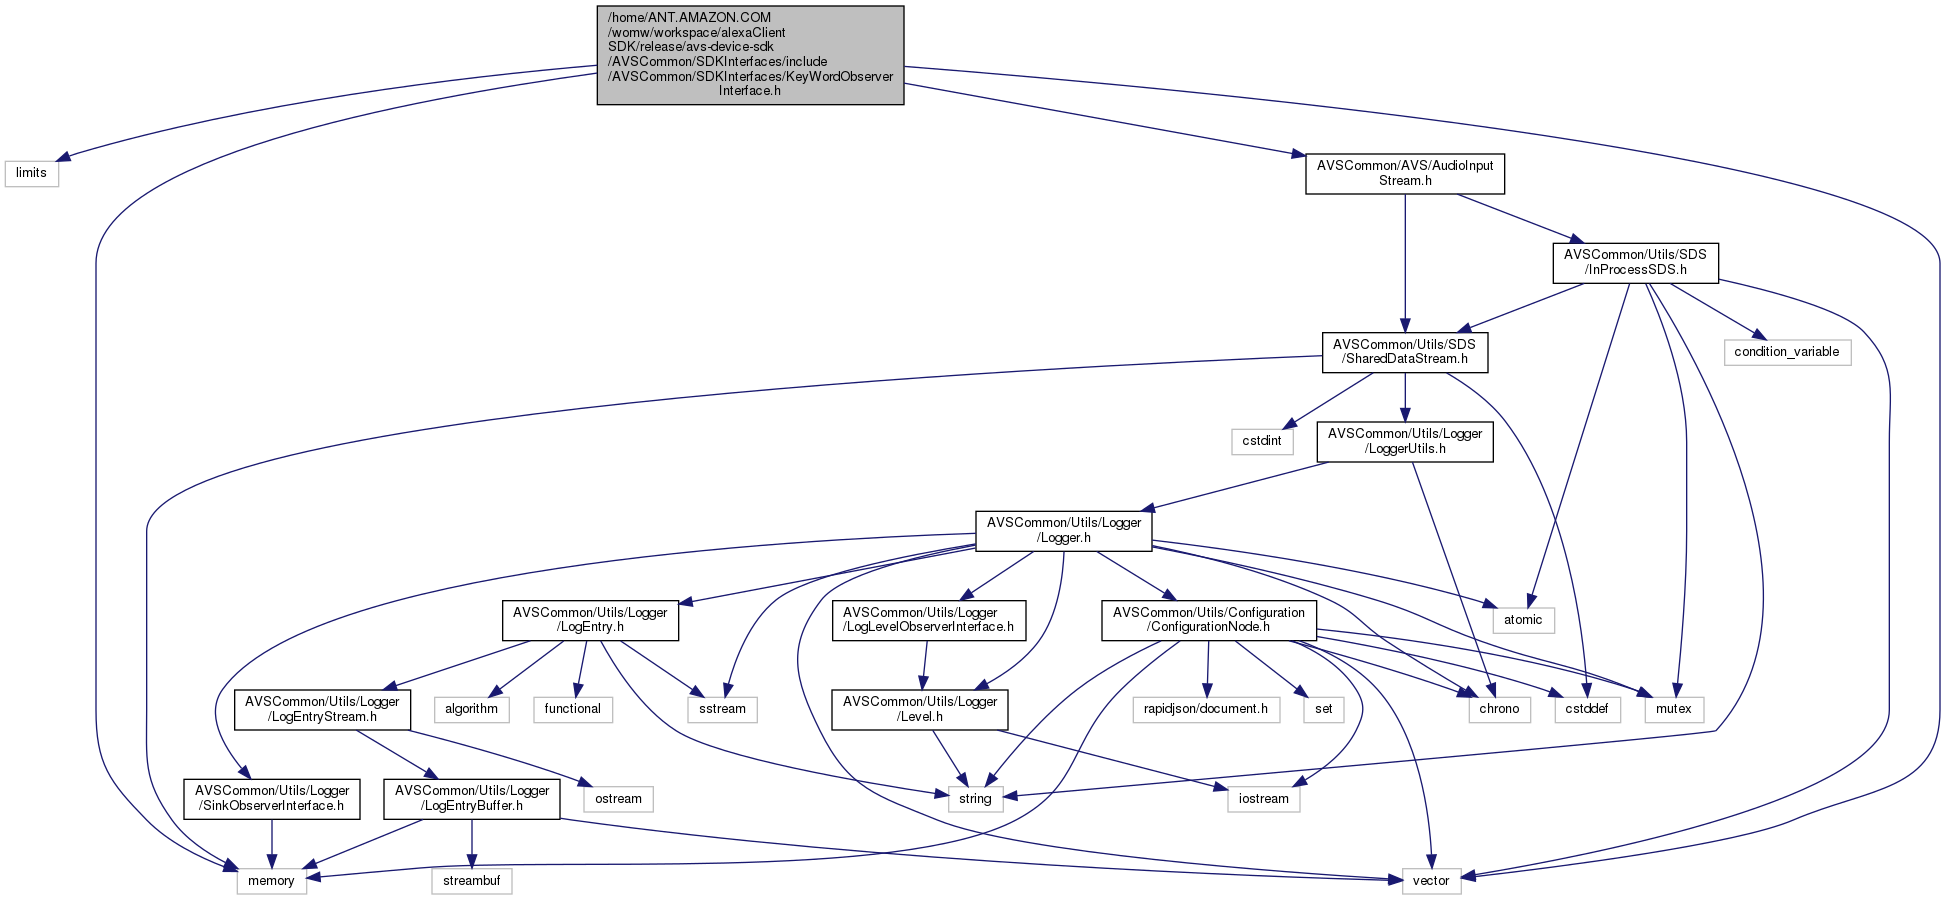 /home/ANT.AMAZON.COM
/womw/workspace/alexaClient
SDK/release/avs-device-sdk
/AVSCommon/SDKInterfaces/include
/AVSCommon/SDKInterfaces/KeyWordObserver
Interface.h
limits
AVSCommon/AVS/AudioInput
Stream.h
AVSCommon/Utils/SDS
/InProcessSDS.h
AVSCommon/Utils/SDS
/SharedDataStream.h
condition_variable
cstdint
AVSCommon/Utils/Logger
/LoggerUtils.h
AVSCommon/Utils/Logger
/Logger.h
AVSCommon/Utils/Logger
/LogEntry.h
AVSCommon/Utils/Logger
/LogLevelObserverInterface.h
AVSCommon/Utils/Configuration
/ConfigurationNode.h
atomic
AVSCommon/Utils/Logger
/LogEntryStream.h
algorithm
functional
sstream
AVSCommon/Utils/Logger
/Level.h
rapidjson/document.h
set
chrono
cstddef
mutex
AVSCommon/Utils/Logger
/SinkObserverInterface.h
AVSCommon/Utils/Logger
/LogEntryBuffer.h
ostream
string
iostream
memory
streambuf
vector